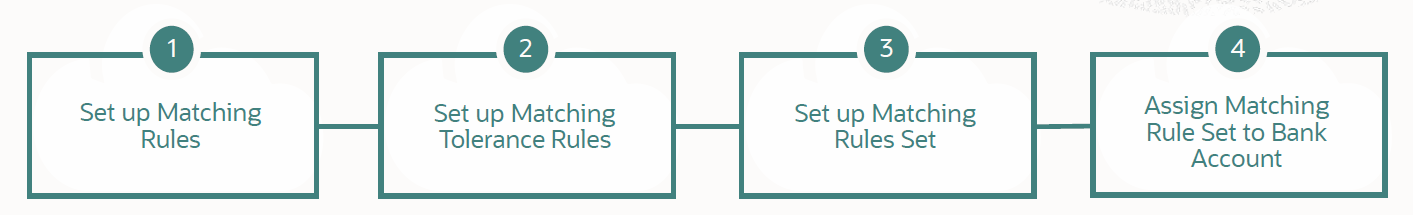 1
Set up Matching
Rules
2
Set up Matching
Tolerance Rules
3
Set up Matching
Rules Set
4
Assign Matching
Rule Set to Bank
Account